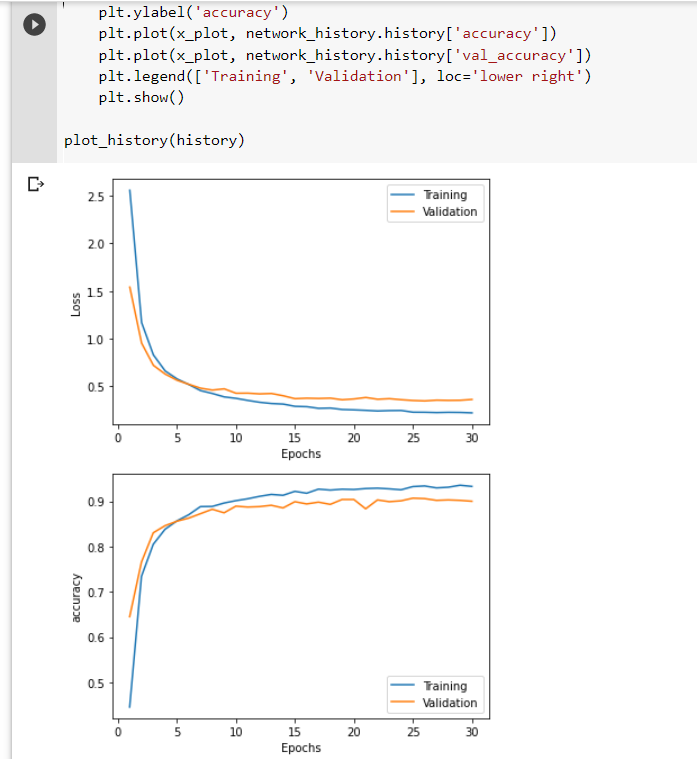 plt.ylabel('accuracy')
plt.plot(x_plot, network_history.history['accuracy'])
plt.plot(x_plot, network_history.history['val_accuracy'])
plt.legend(['Training', 'Validation'], loc='lower right')
plt.show()
plot_history(history)
Training
Validation
2.5
2.0
1.5
1.0
0.5
Loss
0 5 10 15 20 25 30
Epochs
0.9
0.8
0.7
0.6
0.5
accuracy
Training
Validation
0 5 10 15 20 25 30
Epochs